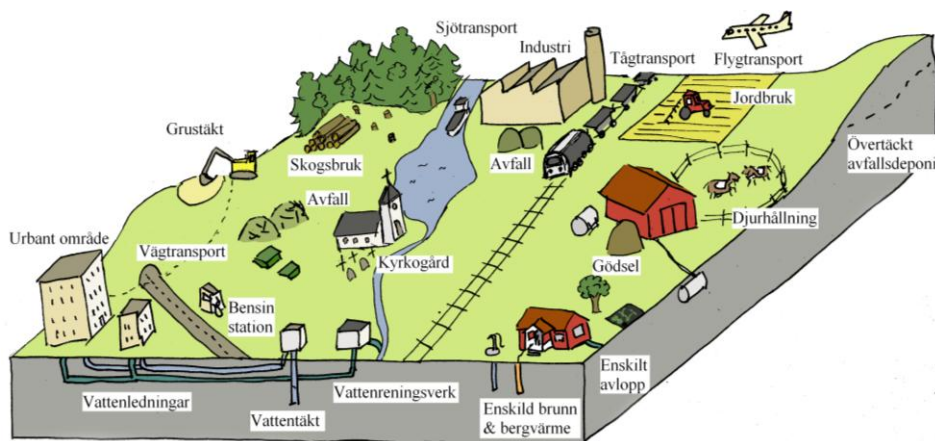 Sjötransport
Industri
Tågtransport
Flygtransport
Jordbruk
Grustäkt
Skogsbruk
Avfall
Övertäckt
avfallsdeponi
Avfall
Djurhållning
Urbant område
Vägtransport
Kyrkogård
Gödsel
Bensin
station
Enskilt
avlopp
Vattenledningar
Vattenreningsverk
Vattentäkt
Enskild brunn
& bergvärme